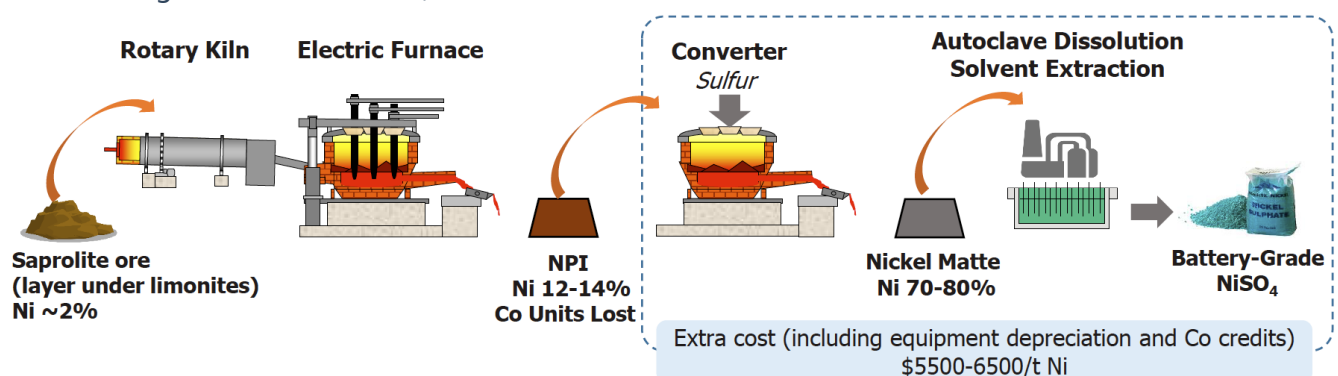 Rotary Kiln
Electric Furnace
Converter
Sulfur
Autoclave Dissolution
Solvent Extraction
Saprolite ore
(layer under limonites)
Ni ~2%
NPI
Ni 12-14%
Co Units Lost
Nickel Matte
Ni 70-80%
NICKEL
SULPHATE
Battery-Grade
NiSO₄
Extra cost (including equipment depreciation and Co credits)
$5500-6500/t Ni